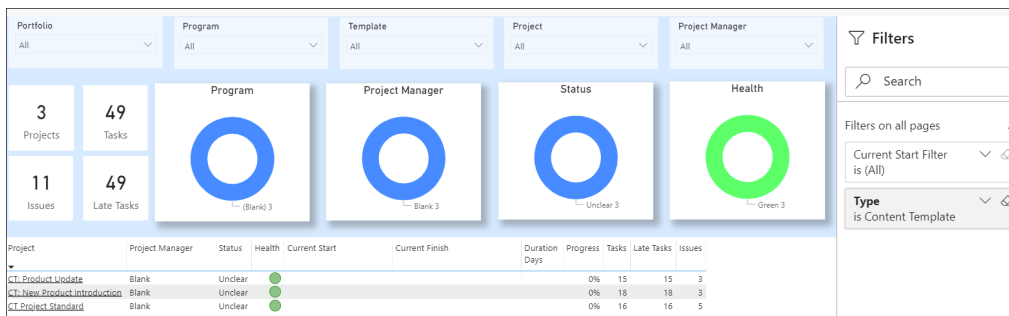 Portfolio
All
Program
All
Template
All
Project
All
Project Manager
All
3
Projects
49
Tasks
11
Issues
49
Late Tasks
Program
(Blank) 3
Project Manager
Blank 3
Status
Unclear 3
Health
Green 3
Project Project Manager Status Health Current Start Current Finish Duration Days Progress Tasks Late Tasks Issues
CT: Product Update Blank Unclear 0% 15 15 3
CT: New Product Introduction Blank Unclear 0% 18 18 3
CT Project Standard Blank Unclear 0% 16 16 5
Filters
Search
Filters on all pages
Current Start Filter
is (All)
Type
is Content Template